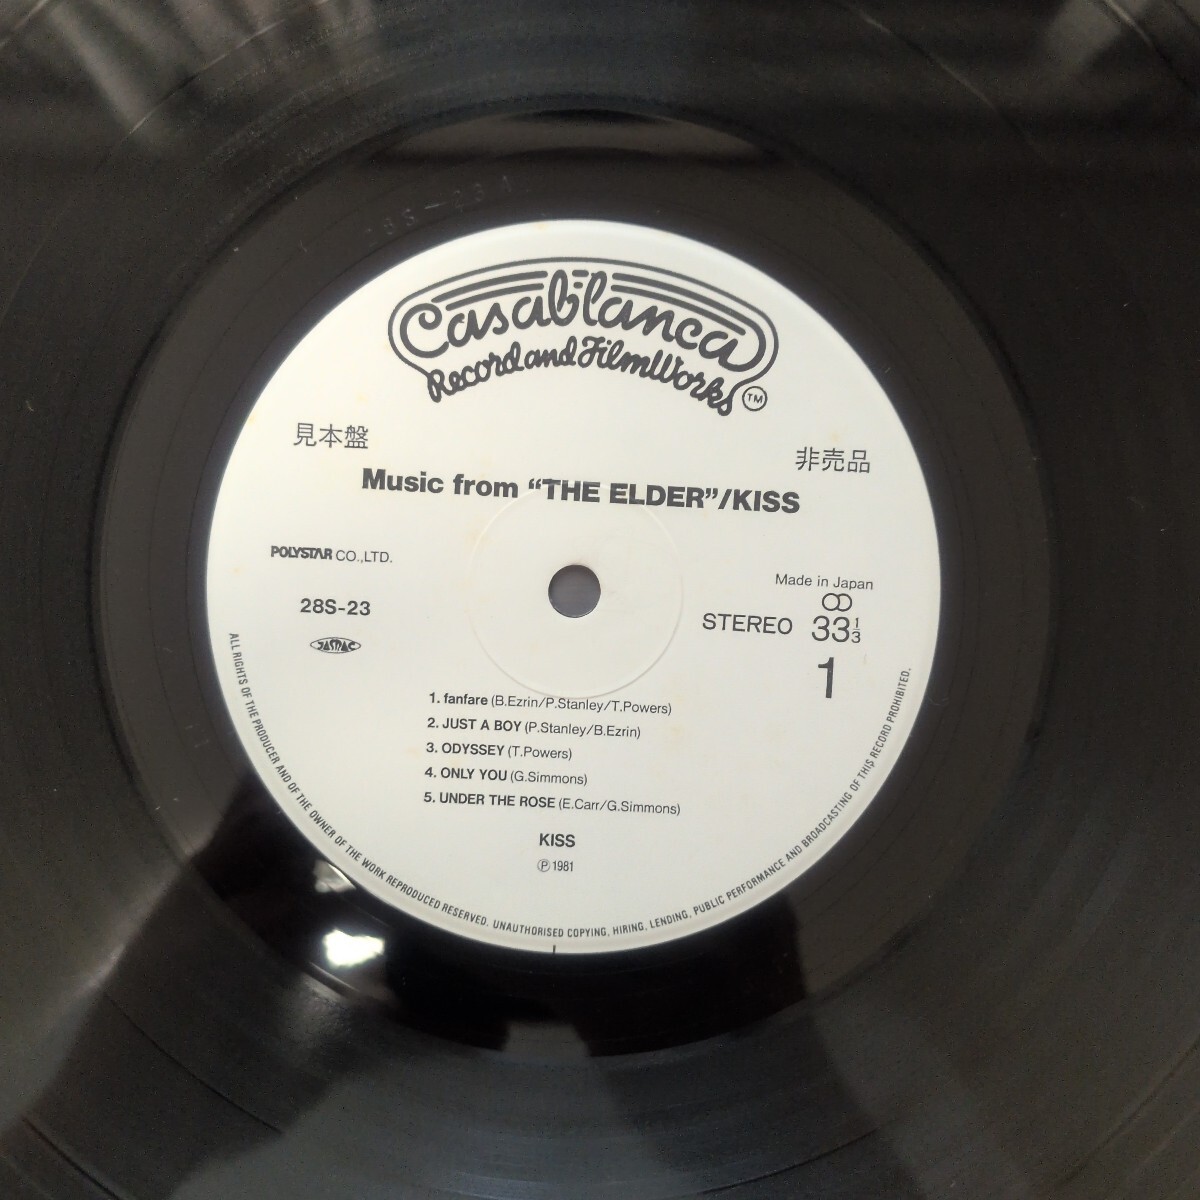 28S-23 1
Casablanca
Record and FilmWorks
TM
見本盤
非売品
Music from “THE ELDER”/KISS
POLYSTAR CO.,LTD.
28S-23
JASRAC
Made in Japan
STEREO 33⅓
1
1. fanfare (B.Ezrin/P.Stanley/T.Powers)
2. JUST A BOY (P.Stanley/B.Ezrin)
3. ODYSSEY (T.Powers)
4. ONLY YOU (G.Simmons)
5. UNDER THE ROSE (E.Carr/G.Simmons)
KISS
Ⓟ 1981
ALL RIGHTS OF THE PRODUCER AND OF THE OWNER OF THE WORK REPRODUCED RESERVED. UNAUTHORISED COPYING, HIRING, LENDING, PUBLIC PERFORMANCE AND BROADCASTING OF THIS RECORD PROHIBITED.